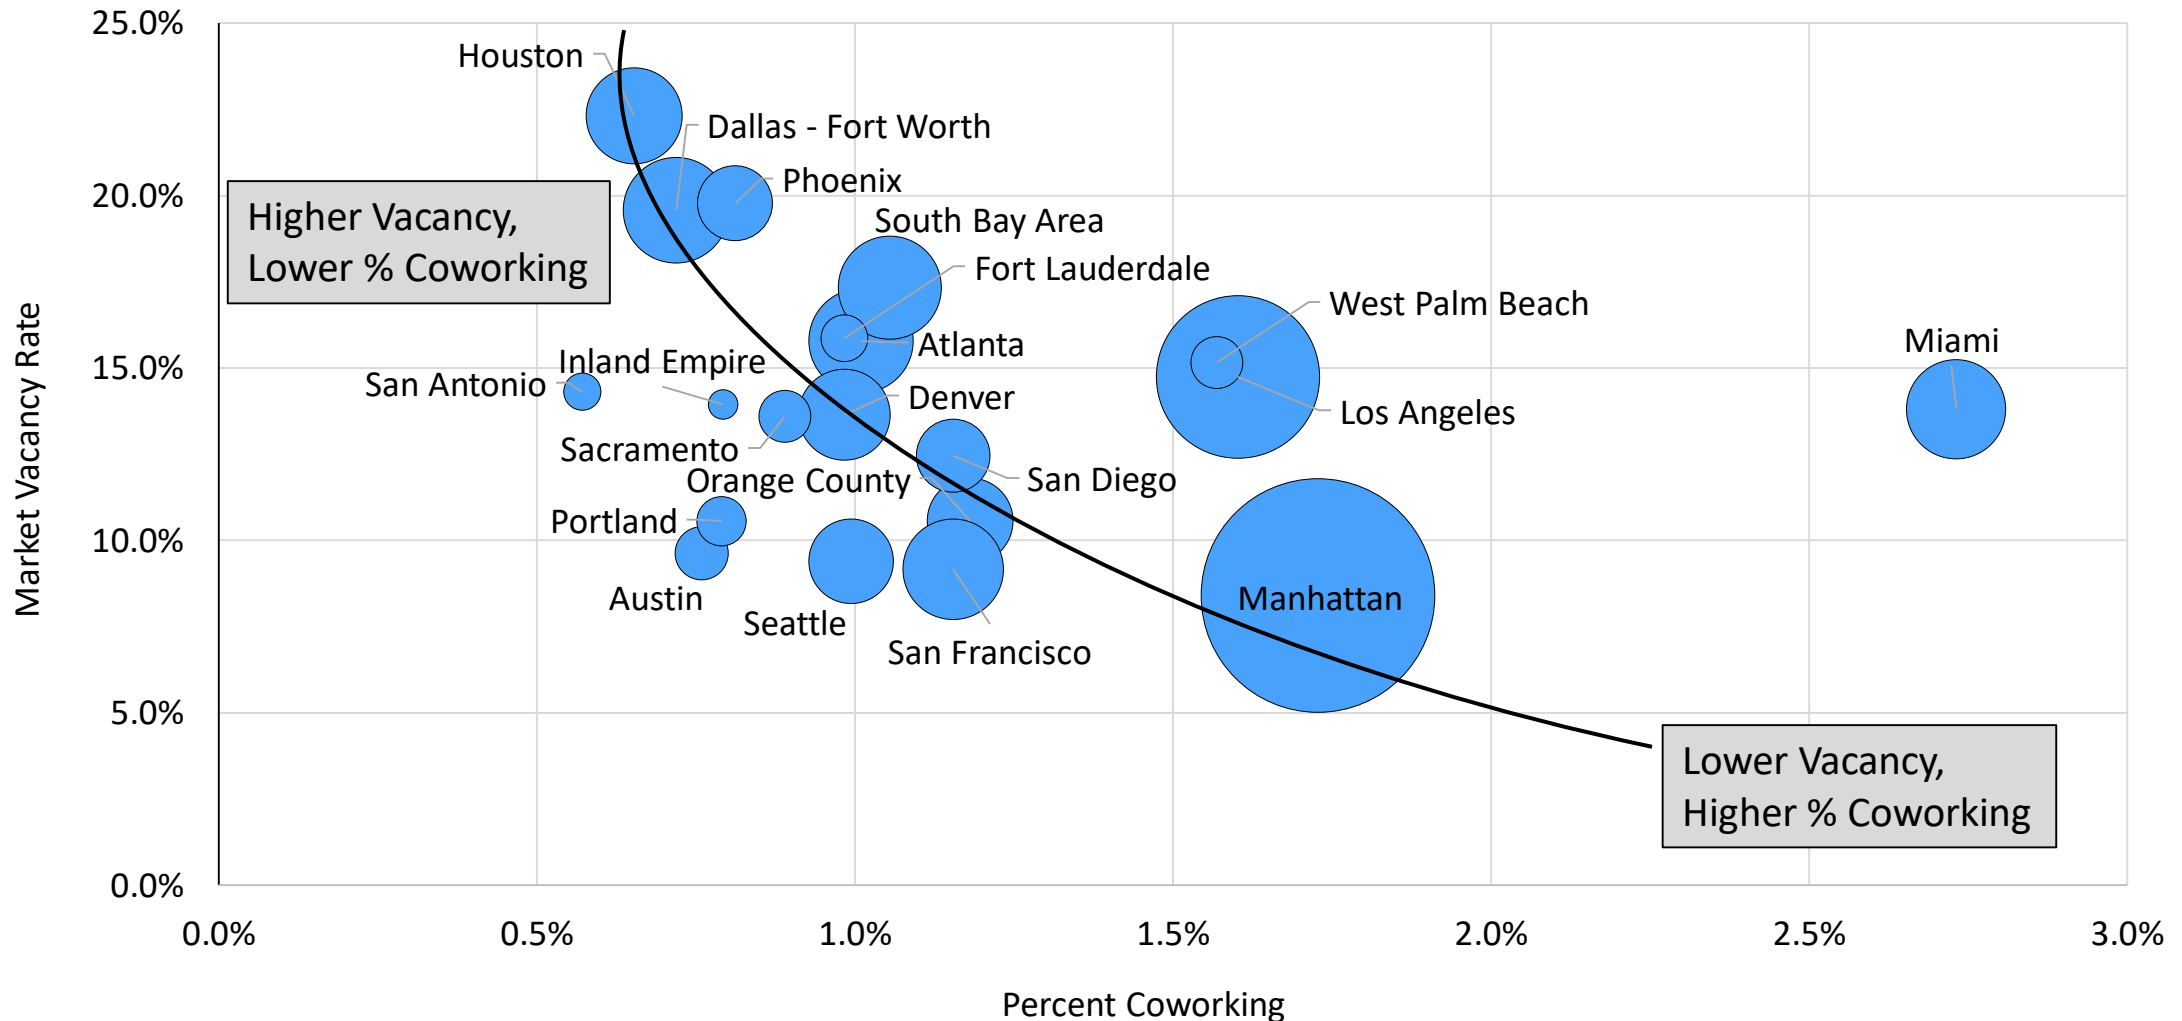 25.0%
Houston
Dallas - Fort Worth
Phoenix
20.0%
Higher Vacancy,
Lower % Coworking
South Bay Area
Fort Lauderdale
West Palm Beach
Miami
Atlanta
Inland Empire
15.0%
San Antonio
Denver
Los Angeles
Sacramento
Orange County
San Diego
Portland
10.0%
Austin
Manhattan
Seattle
San Francisco
5.0%
Lower Vacancy,
Higher % Coworking
0.0%
Market Vacancy Rate
0.0% 0.5% 1.0% 1.5% 2.0% 2.5% 3.0%
Percent Coworking